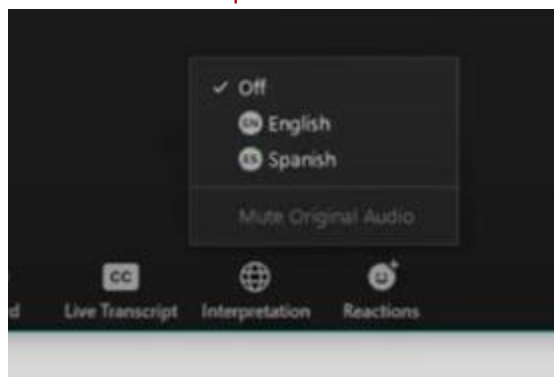 Off
EN English
ES Spanish
Mute Original Audio
CC
Live Transcript Interpretation Reactions